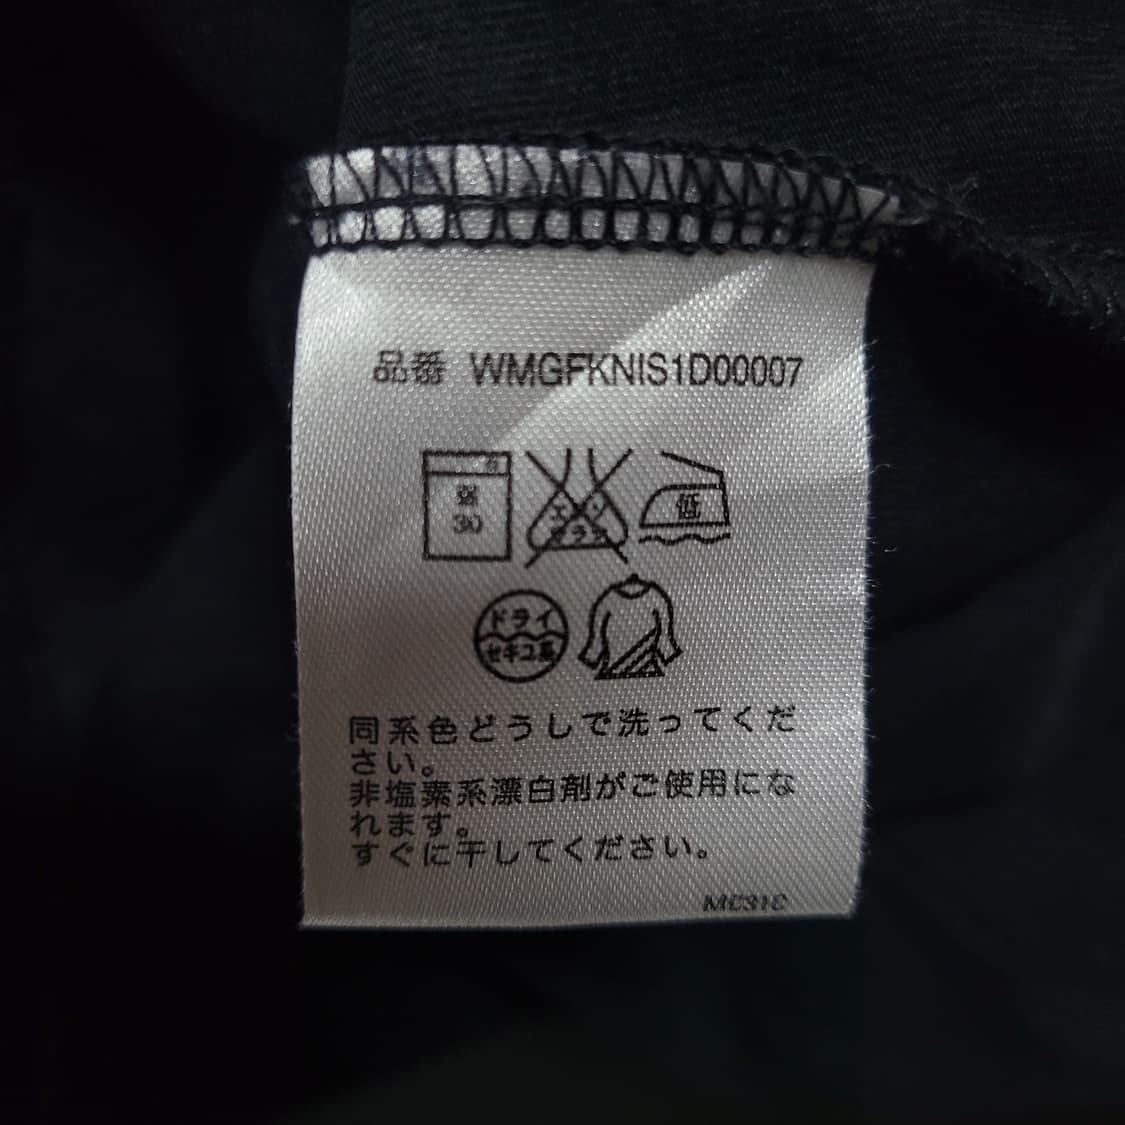 品番 WMGFKNIS1D00007
30
エンソ
サラシ
低
ドライ
セキユ系
同系色どうしで洗ってくだ
さい。
非塩素系漂白剤がご使用にな
れます。
すぐに干してください。